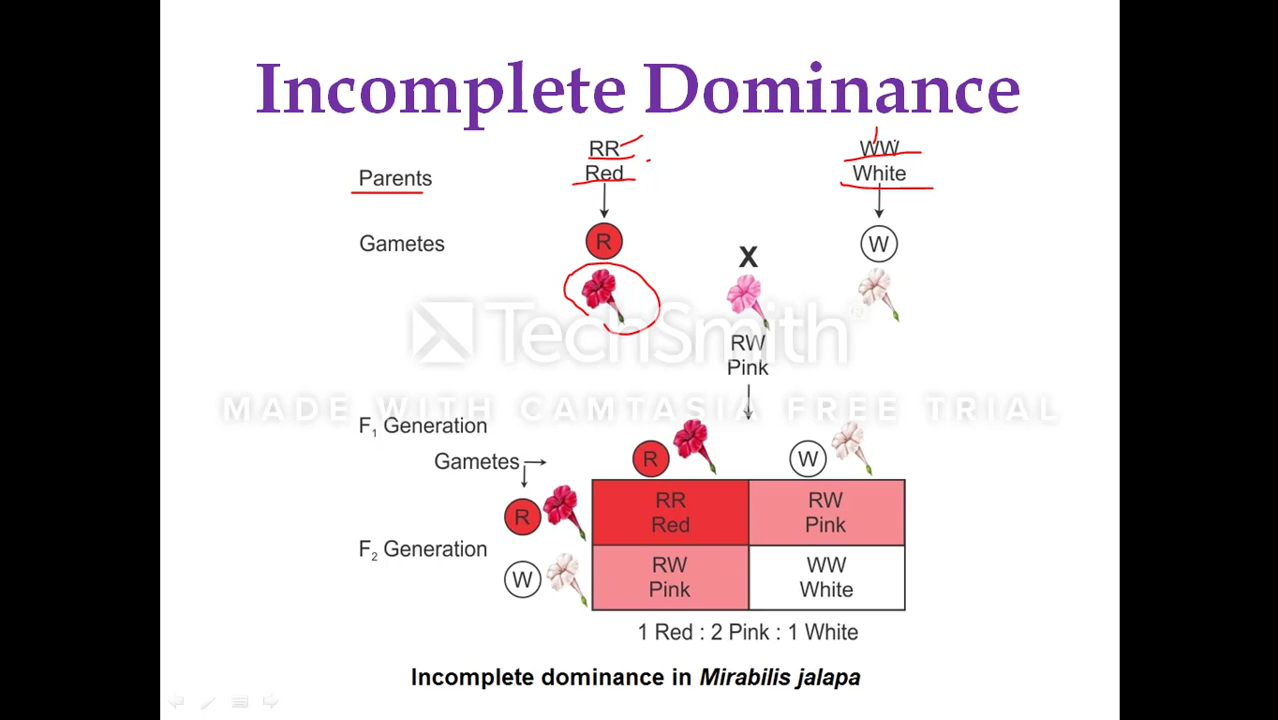 Incomplete Dominance
RR
WW
Parents
Red
White
Gametes
R
W
X
TechSmith®
RW
Pink
MADE WITH CAMTASIA FREE TRIAL
F₁ Generation
Gametes
R
W
R
RR
Red
RW
Pink
F₂ Generation
W
RW
Pink
WW
White
1 Red : 2 Pink : 1 White
Incomplete dominance in Mirabilis jalapa